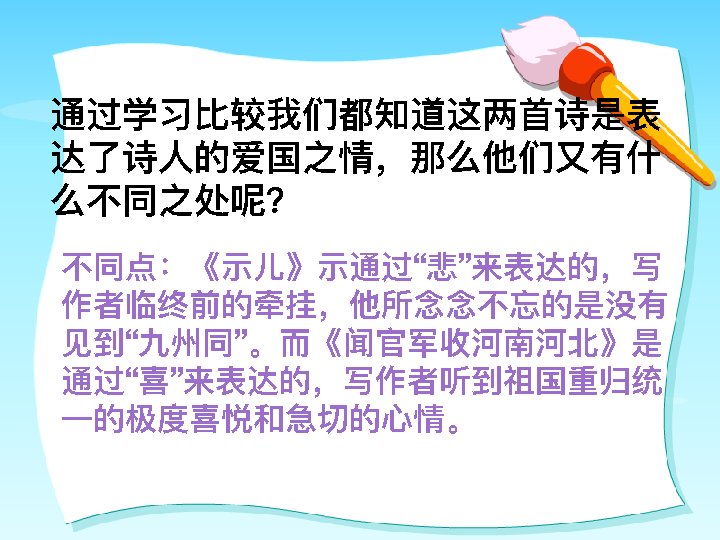 通过学习比较我们都知道这两首诗是表
达了诗人的爱国之情，那么他们又有什
么不同之处呢？
不同点：《示儿》示通过“悲”来表达的，写
作者临终前的牵挂，他所念念不忘的是没有
见到“九州同”。而《闻官军收河南河北》是
通过“喜”来表达的，写作者听到祖国重归统
一的极度喜悦和急切的心情。